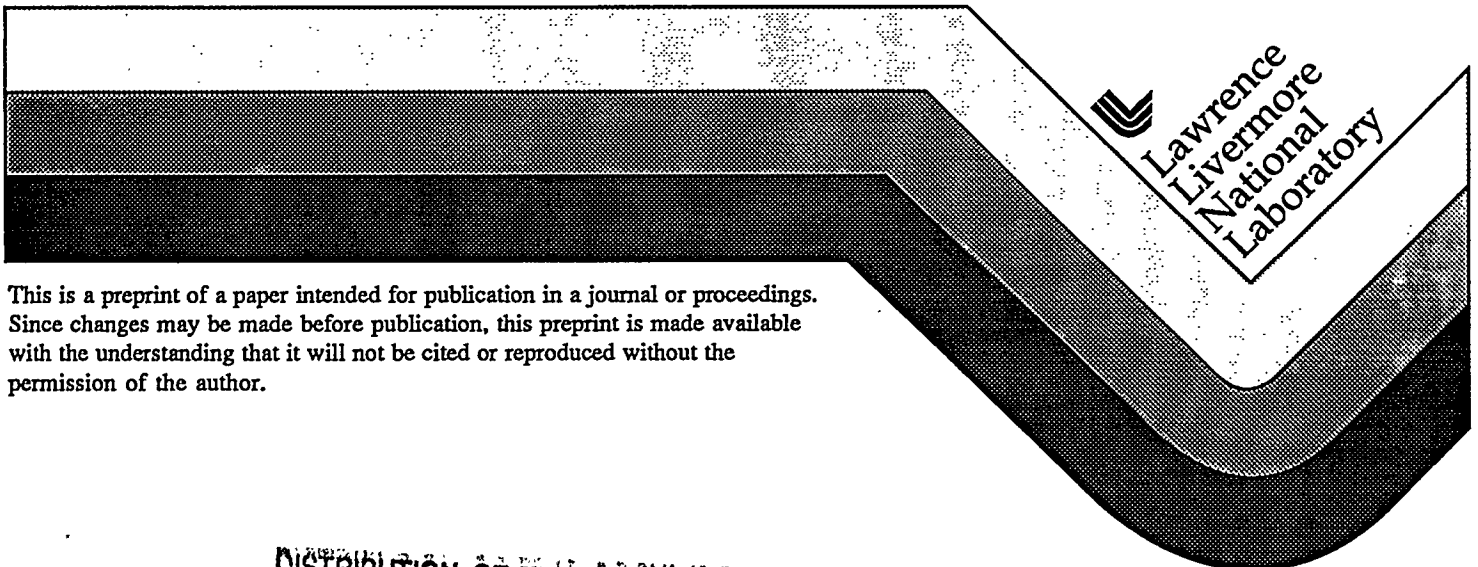 Lawrence
Livermore
National
Laboratory
This is a preprint of a paper intended for publication in a journal or proceedings.
Since changes may be made before publication, this preprint is made available
with the understanding that it will not be cited or reproduced without the
permission of the author.